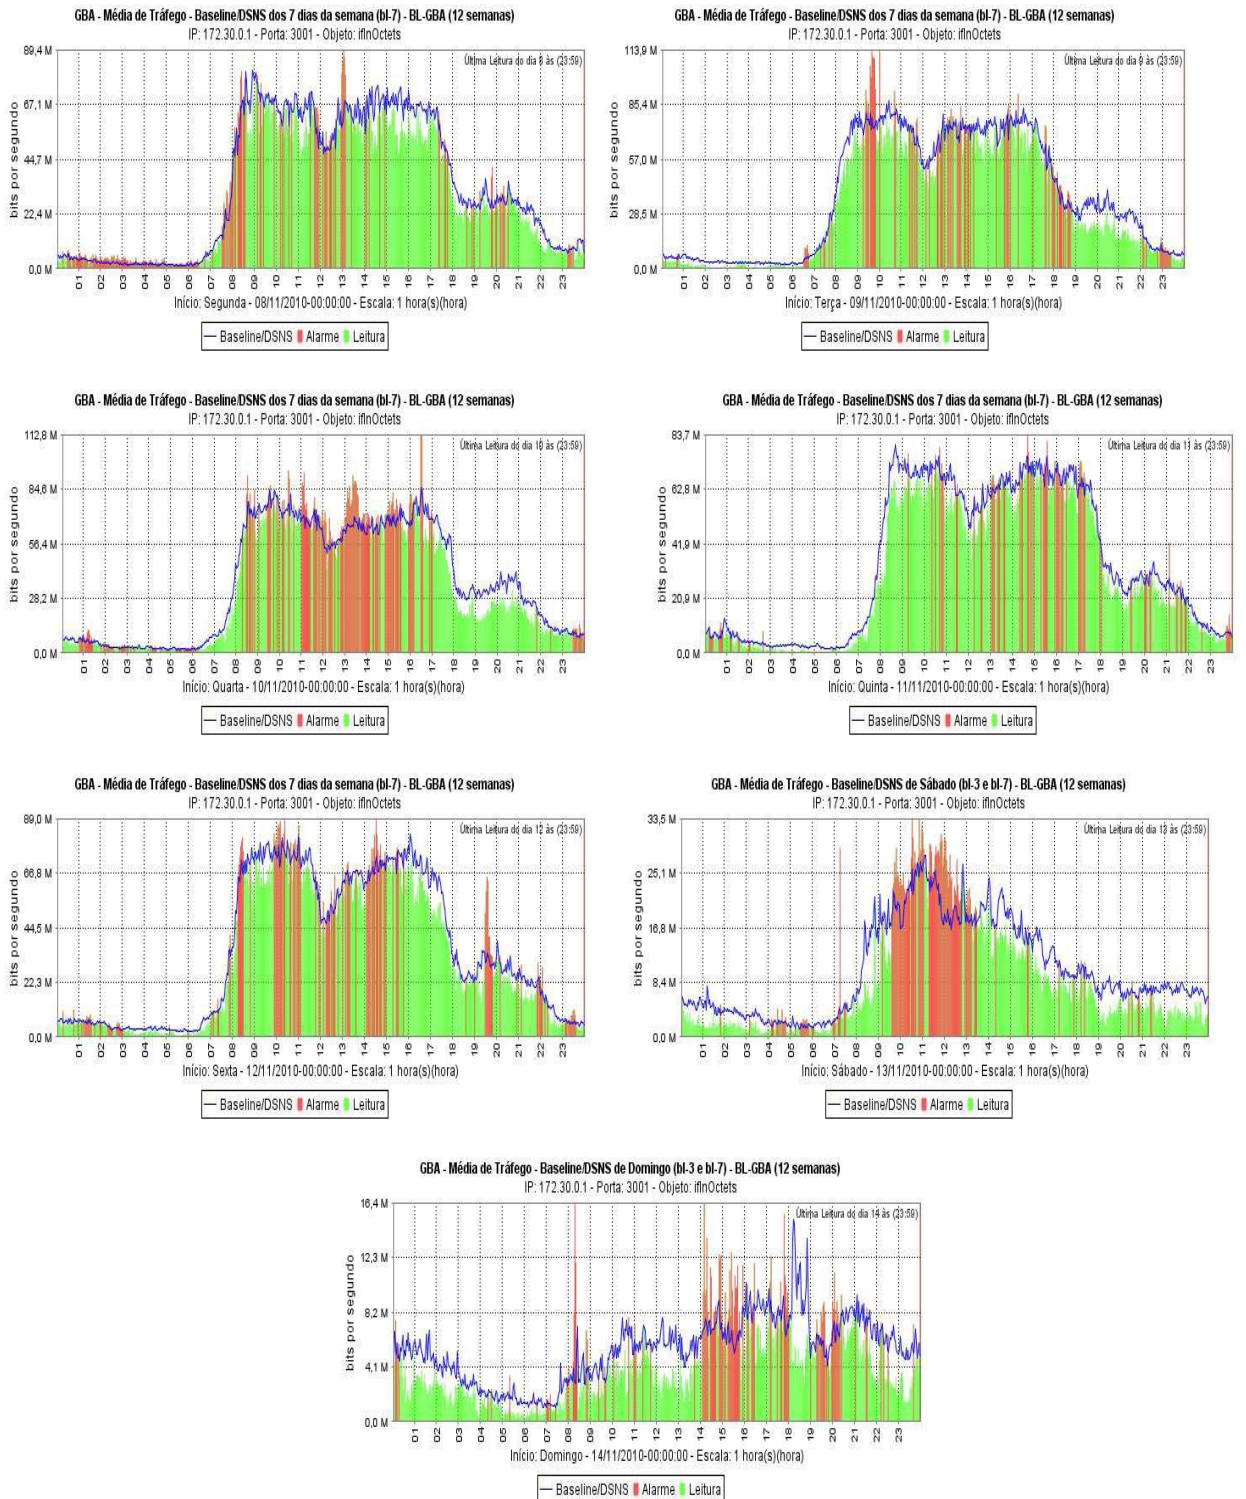 GBA - Média de Tráfego - Baseline/DSNS dos 7 dias da semana (bl-7) - BL-GBA (12 semanas)
IP: 172.30.0.1 - Porta: 3001 - Objeto: ifInOctets
Última Leitura do dia 8 às (23:59)
bits por segundo
89,4 M
67,1 M
44,7 M
22,4 M
0,0 M
01 02 03 04 05 06 07 08 09 10 11 12 13 14 15 16 17 18 19 20 21 22 23
Início: Segunda - 08/11/2010-00:00:00 - Escala: 1 hora(s)(hora)
Baseline/DSNS Alarme Leitura
GBA - Média de Tráfego - Baseline/DSNS dos 7 dias da semana (bl-7) - BL-GBA (12 semanas)
IP: 172.30.0.1 - Porta: 3001 - Objeto: ifInOctets
Última Leitura do dia 9 às (23:59)
bits por segundo
113,9 M
85,4 M
57,0 M
28,5 M
0,0 M
01 02 03 04 05 06 07 08 09 10 11 12 13 14 15 16 17 18 19 20 21 22 23
Início: Terça - 09/11/2010-00:00:00 - Escala: 1 hora(s)(hora)
Baseline/DSNS Alarme Leitura
GBA - Média de Tráfego - Baseline/DSNS dos 7 dias da semana (bl-7) - BL-GBA (12 semanas)
IP: 172.30.0.1 - Porta: 3001 - Objeto: ifInOctets
Última Leitura do dia 10 às (23:59)
bits por segundo
112,8 M
84,6 M
56,4 M
28,2 M
0,0 M
01 02 03 04 05 06 07 08 09 10 11 12 13 14 15 16 17 18 19 20 21 22 23
Início: Quarta - 10/11/2010-00:00:00 - Escala: 1 hora(s)(hora)
Baseline/DSNS Alarme Leitura
GBA - Média de Tráfego - Baseline/DSNS dos 7 dias da semana (bl-7) - BL-GBA (12 semanas)
IP: 172.30.0.1 - Porta: 3001 - Objeto: ifInOctets
Última Leitura do dia 11 às (23:59)
bits por segundo
83,7 M
62,8 M
41,9 M
20,9 M
0,0 M
01 02 03 04 05 06 07 08 09 10 11 12 13 14 15 16 17 18 19 20 21 22 23
Início: Quinta - 11/11/2010-00:00:00 - Escala: 1 hora(s)(hora)
Baseline/DSNS Alarme Leitura
GBA - Média de Tráfego - Baseline/DSNS dos 7 dias da semana (bl-7) - BL-GBA (12 semanas)
IP: 172.30.0.1 - Porta: 3001 - Objeto: ifInOctets
Última Leitura do dia 12 às (23:59)
bits por segundo
89,0 M
66,8 M
44,5 M
22,3 M
0,0 M
01 02 03 04 05 06 07 08 09 10 11 12 13 14 15 16 17 18 19 20 21 22 23
Início: Sexta - 12/11/2010-00:00:00 - Escala: 1 hora(s)(hora)
Baseline/DSNS Alarme Leitura
GBA - Média de Tráfego - Baseline/DSNS de Sábado (bl-3 e bl-7) - BL-GBA (12 semanas)
IP: 172.30.0.1 - Porta: 3001 - Objeto: ifInOctets
Última Leitura do dia 13 às (23:59)
bits por segundo
33,5 M
25,1 M
16,8 M
8,4 M
0,0 M
01 02 03 04 05 06 07 08 09 10 11 12 13 14 15 16 17 18 19 20 21 22 23
Início: Sábado - 13/11/2010-00:00:00 - Escala: 1 hora(s)(hora)
Baseline/DSNS Alarme Leitura
GBA - Média de Tráfego - Baseline/DSNS de Domingo (bl-3 e bl-7) - BL-GBA (12 semanas)
IP: 172.30.0.1 - Porta: 3001 - Objeto: ifInOctets
Última Leitura do dia 14 às (23:59)
bits por segundo
16,4 M
12,3 M
8,2 M
4,1 M
0,0 M
01 02 03 04 05 06 07 08 09 10 11 12 13 14 15 16 17 18 19 20 21 22 23
Início: Domingo - 14/11/2010-00:00:00 - Escala: 1 hora(s)(hora)
Baseline/DSNS Alarme Leitura